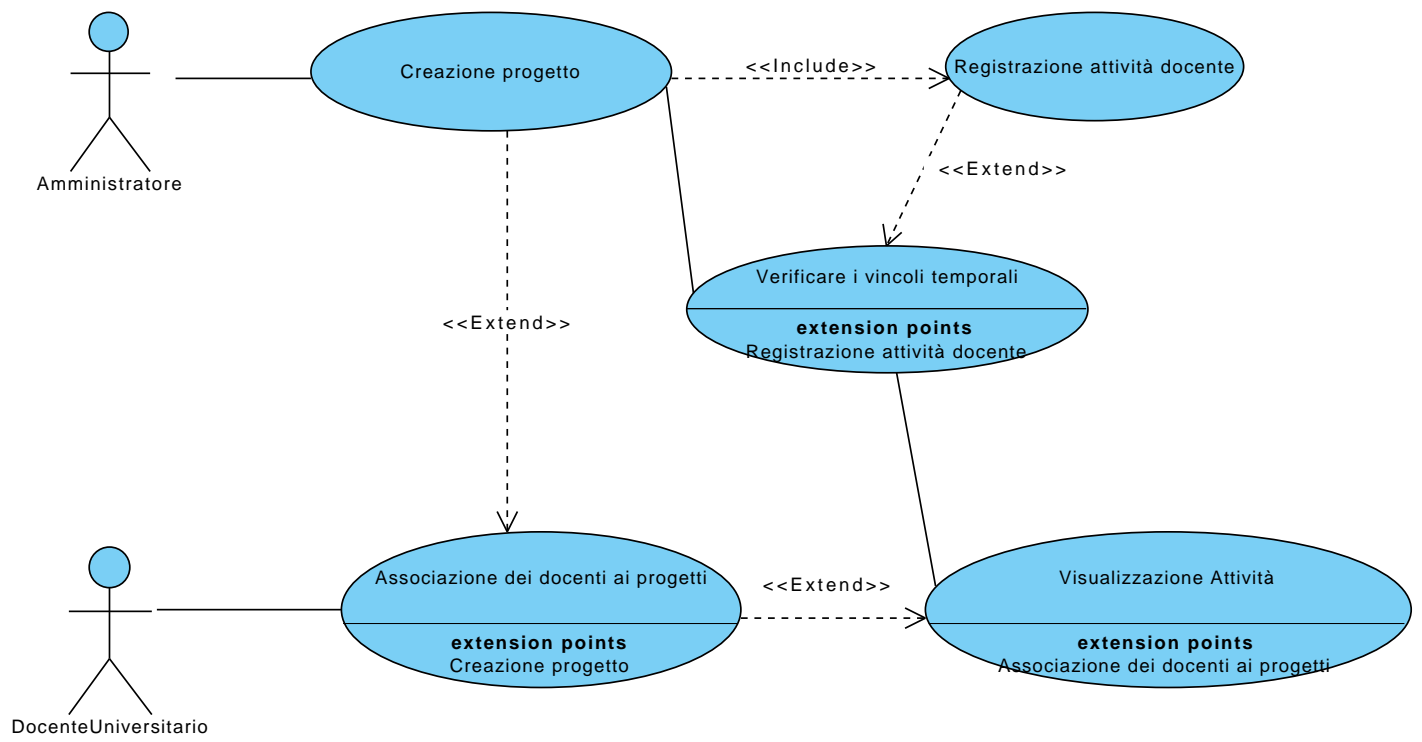 Creazione progetto
<<Include>>
Registrazione attività docente
Amministratore
<<Extend>>
Verificare i vincoli temporali
extension points
Registrazione attività docente
<<Extend>>
Associazione dei docenti ai progetti
extension points
Creazione progetto
<<Extend>>
Visualizzazione Attività
extension points
Associazione dei docenti ai progetti
DocenteUniversitario